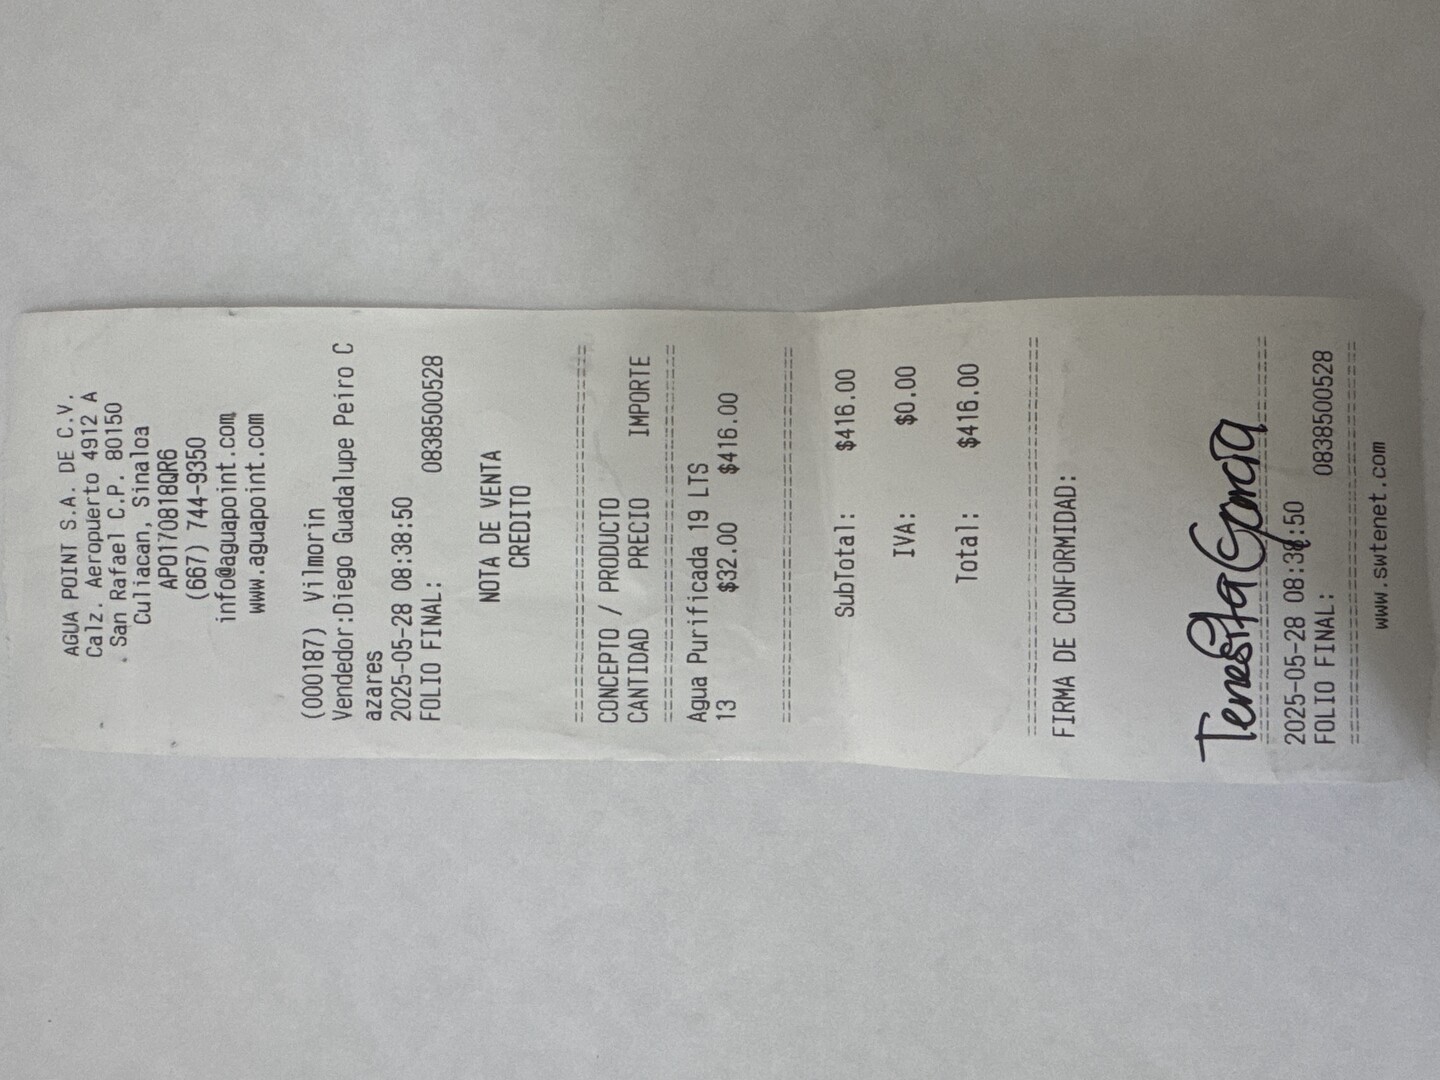 AGUA POINT S.A. DE C.V.
Calz. Aeropuerto 4912 A
San Rafael C.P. 80150
Culiacan, Sinaloa
APO170818QR6
(667) 744-9350
info@aguapoint.com
www.aguapoint.com
(000187) Vilmorin
Vendedor:Diego Guadalupe Peiro C
azares
2025-05-28 08:38:50
FOLIO FINAL: 0838500528
NOTA DE VENTA
CREDITO
CONCEPTO / PRODUCTO
CANTIDAD PRECIO IMPORTE
Agua Purificada 19 LTS
13 $32.00 $416.00
SubTotal: $416.00
IVA: $0.00
Total: $416.00
FIRMA DE CONFORMIDAD:
Teresita Garcia
2025-05-28 08:38:50
FOLIO FINAL: 0838500528
www.swtenet.com